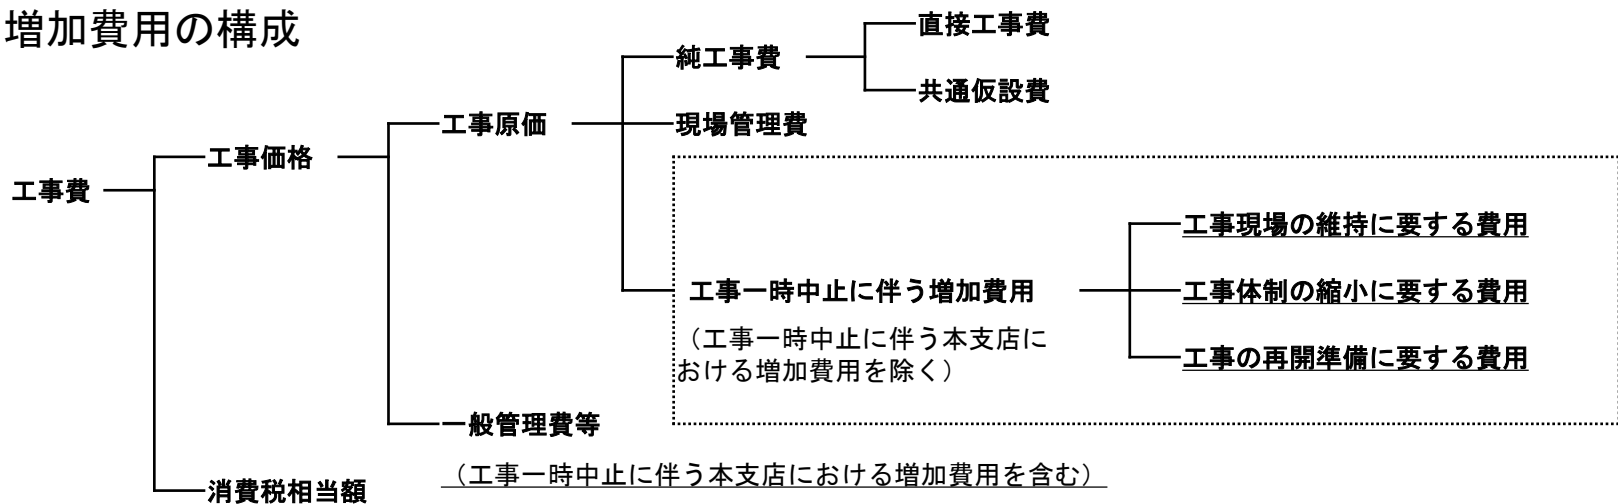 増加費用の構成
直接工事費
純工事費
共通仮設費
工事原価
現場管理費
工事価格
工事費
工事現場の維持に要する費用
工事一時中止に伴う増加費用
工事体制の縮小に要する費用
（工事一時中止に伴う本支店に
おける増加費用を除く）
工事の再開準備に要する費用
一般管理費等
（工事一時中止に伴う本支店における増加費用を含む）
消費税相当額